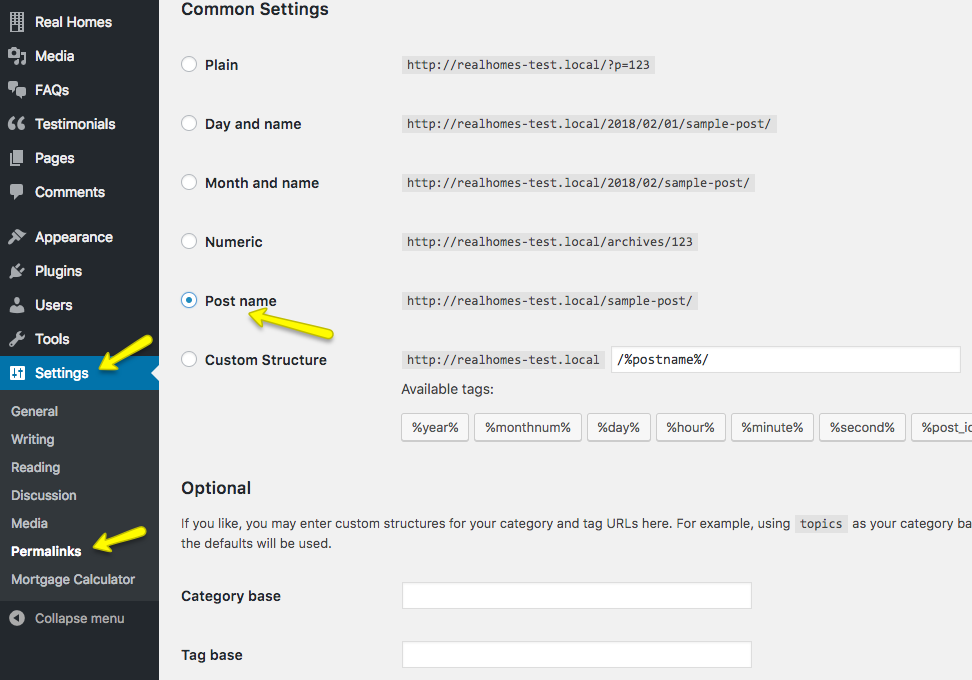 Real Homes
Media
FAQs
Testimonials
Pages
Comments
Appearance
Plugins
Users
Tools
Settings
General
Writing
Reading
Discussion
Media
Permalinks
Mortgage Calculator
Collapse menu
Common Settings
Plain http://realhomes-test.local/?p=123
Day and name http://realhomes-test.local/2018/02/01/sample-post/
Month and name http://realhomes-test.local/2018/02/sample-post/
Numeric http://realhomes-test.local/archives/123
Post name http://realhomes-test.local/sample-post/
Custom Structure http://realhomes-test.local /%postname%/
Available tags:
%year% %monthnum% %day% %hour% %minute% %second% %post_id
Optional
If you like, you may enter custom structures for your category and tag URLs here. For example, using topics as your category ba
the defaults will be used.
Category base
Tag base